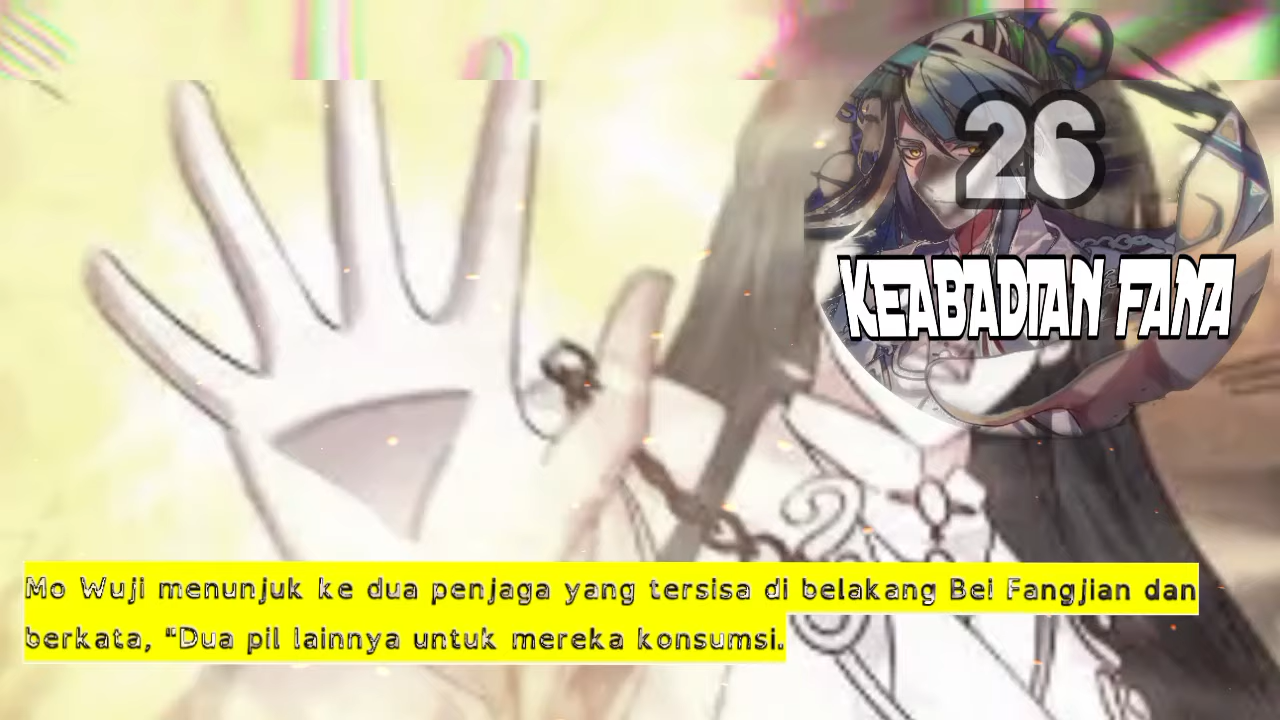 26
KEABADIAN FANA
Mo Wuji menunjuk ke dua penjaga yang tersisa di belakang Bei Fangjian dan
berkata, "Dua pil lainnya untuk mereka konsumsi.